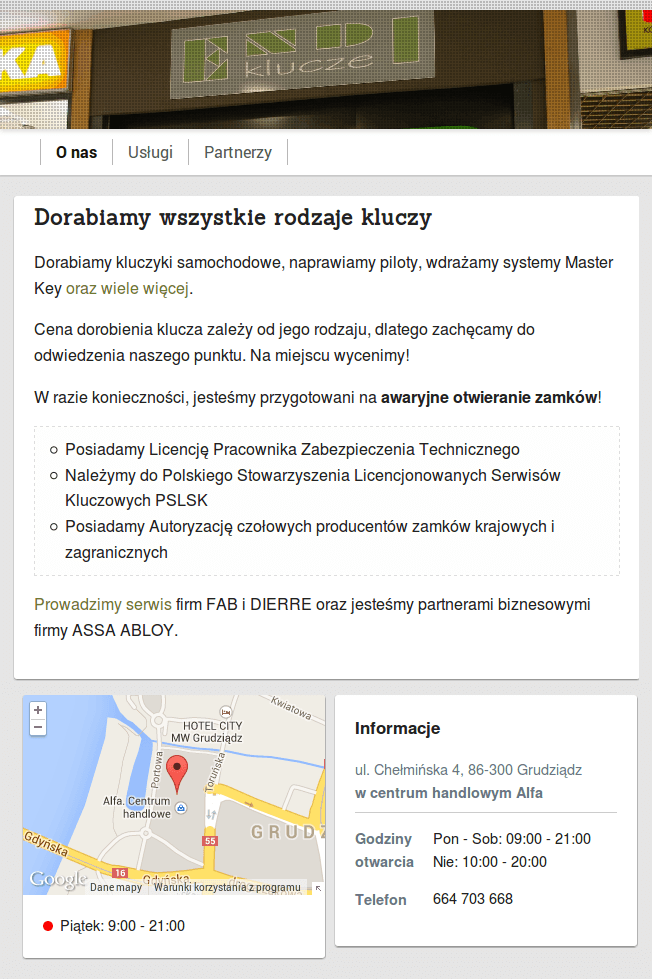 KA
ENDI
klucze
O nas
Usługi
Partnerzy
Dorabiamy wszystkie rodzaje kluczy
Dorabiamy kluczyki samochodowe, naprawiamy piloty, wdrażamy systemy Master
Key oraz wiele więcej.
Cena dorobienia klucza zależy od jego rodzaju, dlatego zachęcamy do
odwiedzenia naszego punktu. Na miejscu wycenimy!
W razie konieczności, jesteśmy przygotowani na awaryjne otwieranie zamków!
Posiadamy Licencję Pracownika Zabezpieczenia Technicznego
Należymy do Polskiego Stowarzyszenia Licencjonowanych Serwisów
Kluczowych PSLSK
Posiadamy Autoryzację czołowych producentów zamków krajowych i
zagranicznych
Prowadzimy serwis firm FAB i DIERRE oraz jesteśmy partnerami biznesowymi
firmy ASSA ABLOY.
+
−
Kwiatowa
HOTEL CITY
MW Grudziądz
Portowa
Toruńska
Alfa. Centrum
handlowe
GRUDZ
55
Gdyńska
16
Gdyńska
Google
Dane mapy
Warunki korzystania z programu
Piątek: 9:00 - 21:00
Informacje
ul. Chełmińska 4, 86-300 Grudziądz
w centrum handlowym Alfa
Godziny otwarcia
Pon - Sob: 09:00 - 21:00
Nie: 10:00 - 20:00
Telefon
664 703 668